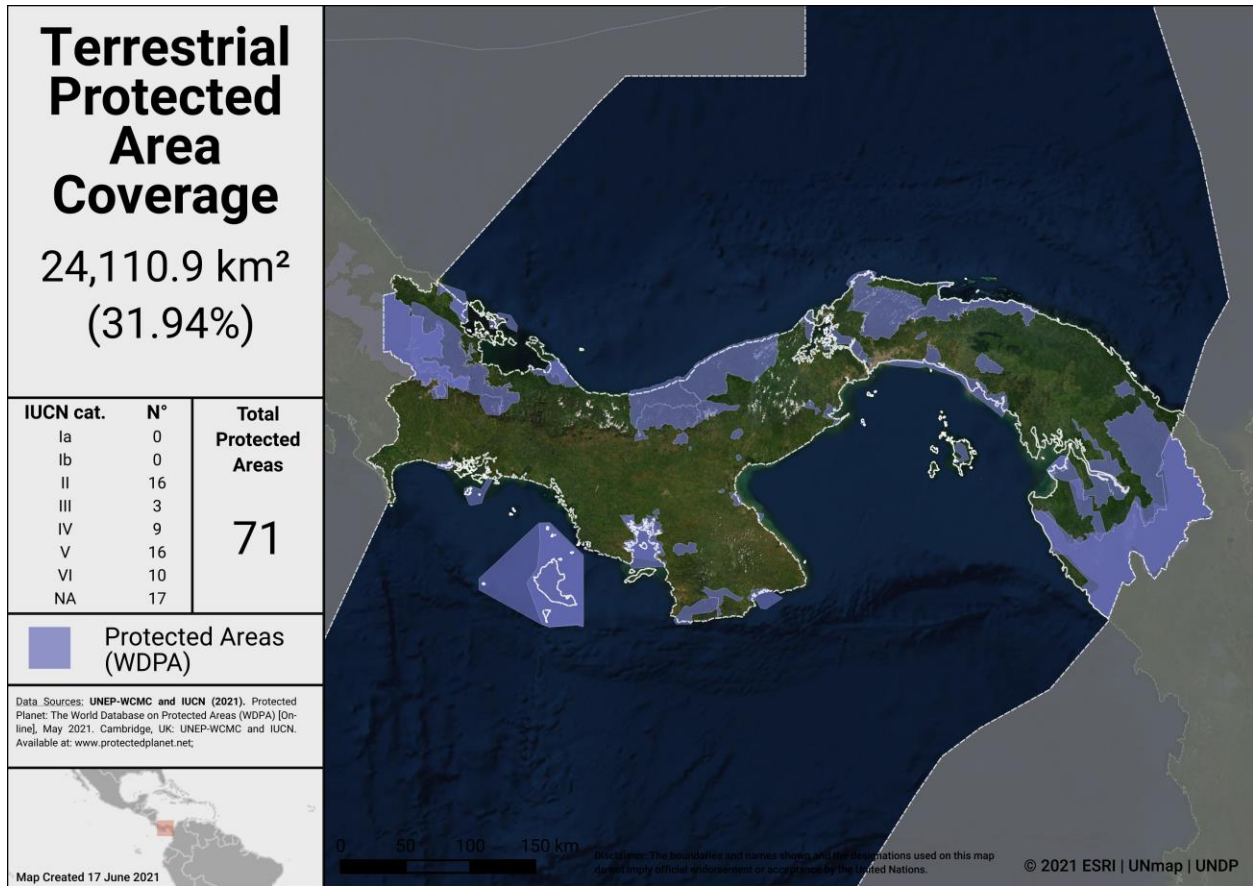 Terrestrial
Protected
Area
Coverage
24,110.9 km²
(31.94%)
IUCN cat. N°
Ia 0
Ib 0
II 16
III 3
IV 9
V 16
VI 10
NA 17
Total
Protected
Areas
71
Protected Areas
(WDPA)
Data Sources: UNEP-WCMC and IUCN (2021). Protected
Planet: The World Database on Protected Areas (WDPA) [On-
line], May 2021. Cambridge, UK: UNEP-WCMC and IUCN.
Available at: www.protectedplanet.net;
Map Created 17 June 2021
0 50 100 150 km
Disclaimer: The boundaries and names shown and the designations used on this map
do not imply official endorsement or acceptance by the United Nations.
© 2021 ESRI | UNmap | UNDP